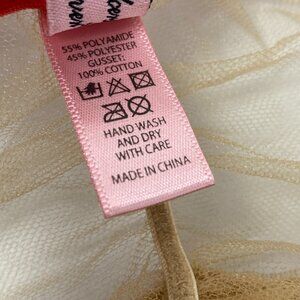 55% POLYAMIDE
45% POLYESTER
GUSSET:
100% COTTON
HAND WASH
AND DRY
WITH CARE
MADE IN CHINA